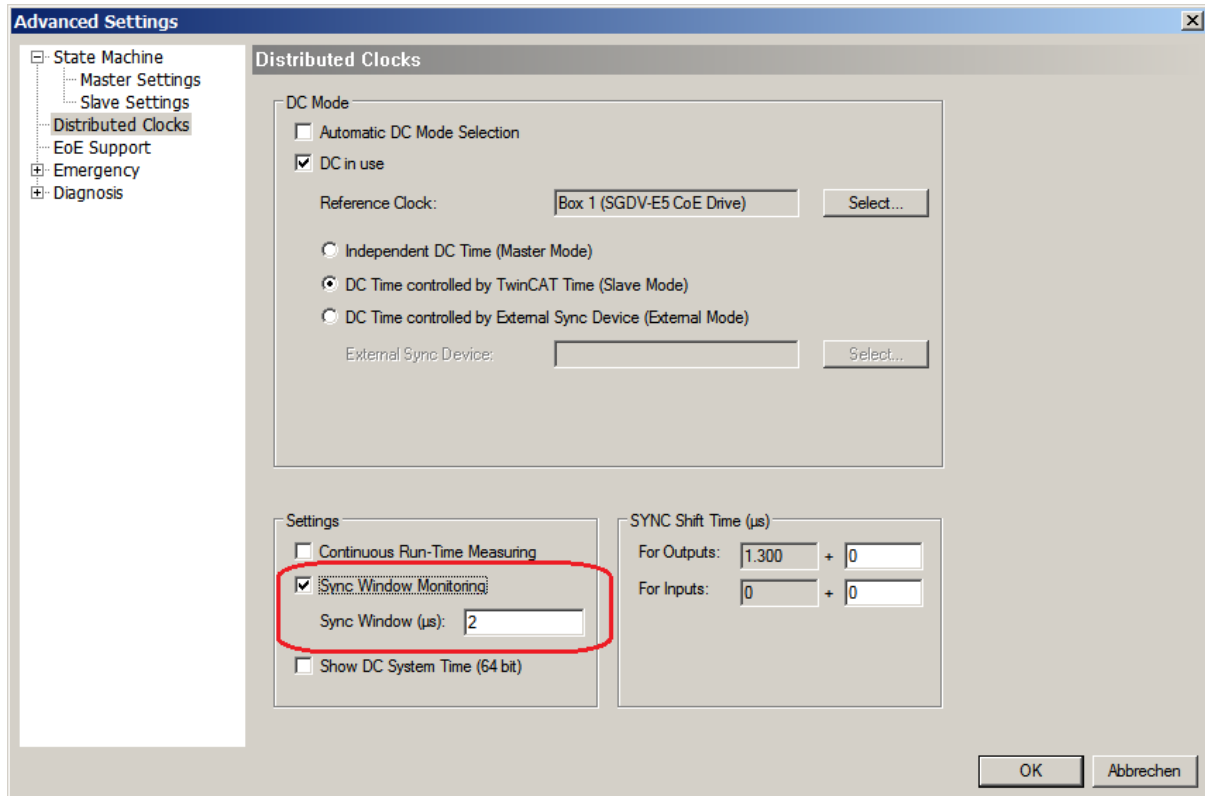 Advanced Settings
State Machine
Master Settings
Slave Settings
Distributed Clocks
EoE Support
Emergency
Diagnosis
Distributed Clocks
DC Mode
Automatic DC Mode Selection
DC in use
Reference Clock: Box 1 (SGDV-E5 CoE Drive) Select...
Independent DC Time (Master Mode)
DC Time controlled by TwinCAT Time (Slave Mode)
DC Time controlled by External Sync Device (External Mode)
External Sync Device: Select...
Settings
Continuous Run-Time Measuring
Sync Window Monitoring
Sync Window (µs): 2
Show DC System Time (64 bit)
SYNC Shift Time (µs)
For Outputs: 1.300 + 0
For Inputs: 0 + 0
OK Abbrechen